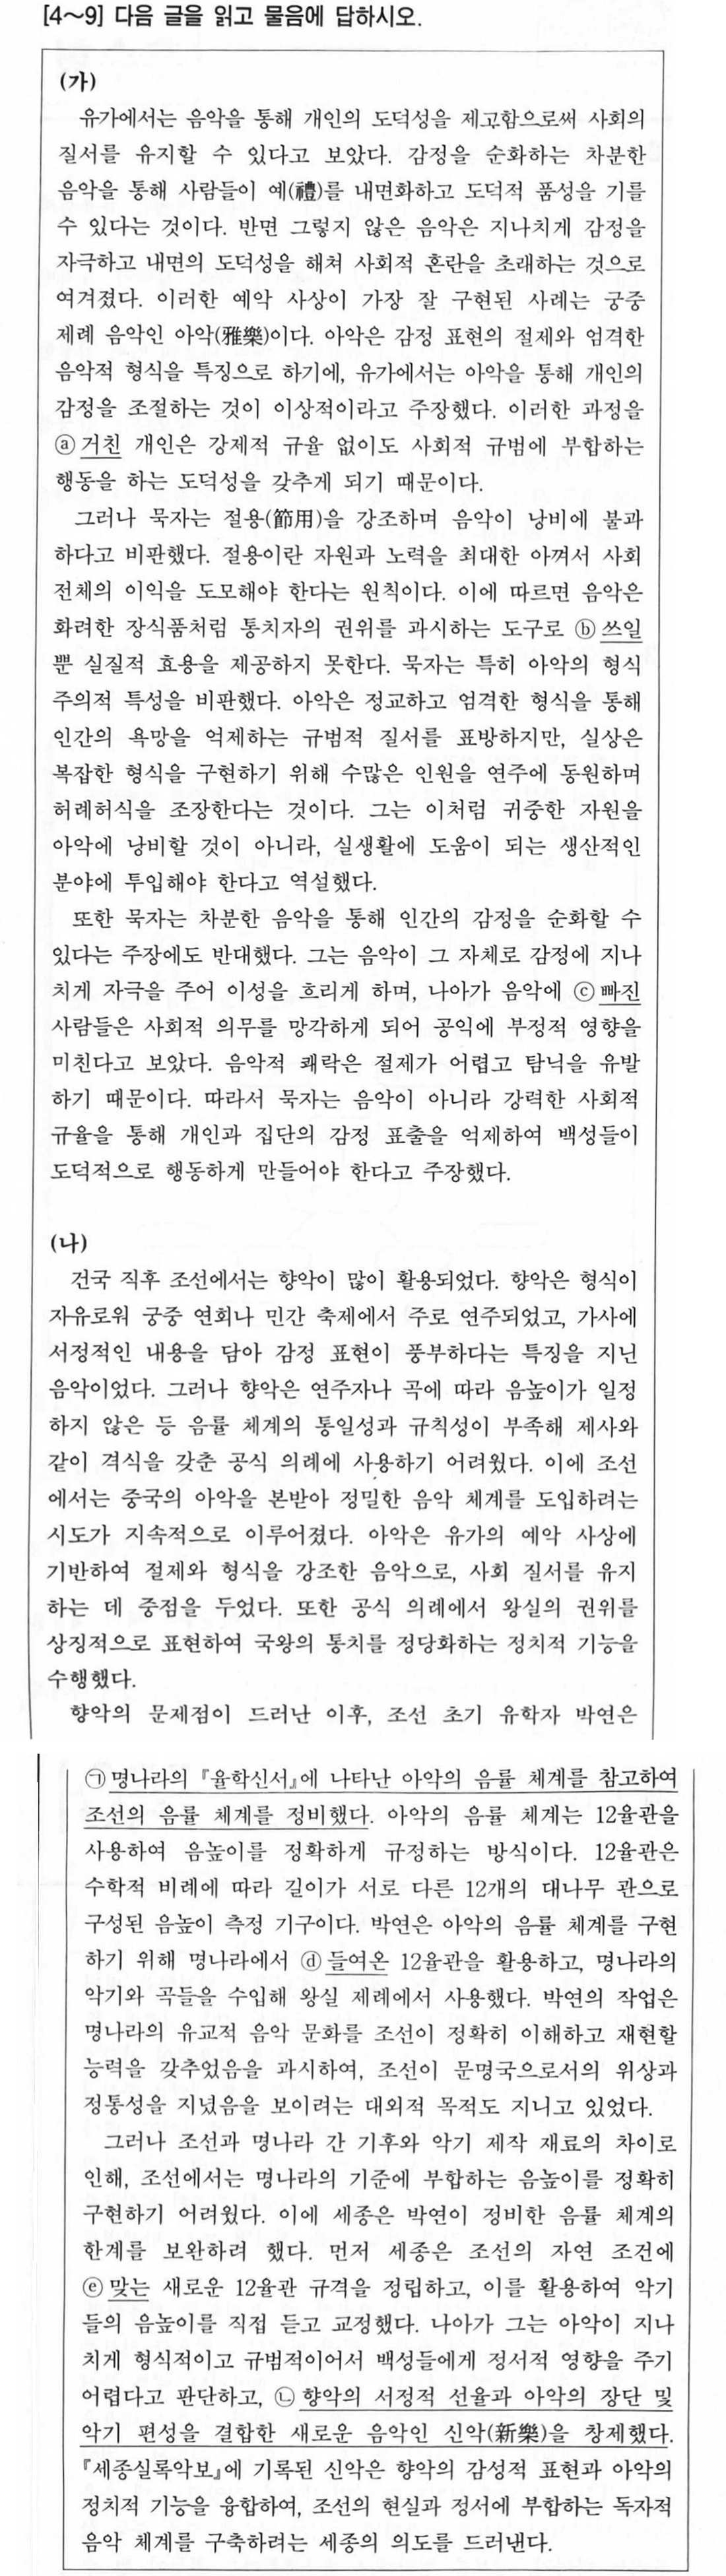 [4～9] 다음 글을 읽고 물음에 답하시오.
(가)
유가에서는 음악을 통해 개인의 도덕성을 제고함으로써 사회의
질서를 유지할 수 있다고 보았다. 감정을 순화하는 차분한
음악을 통해 사람들이 예(禮)를 내면화하고 도덕적 품성을 기를
수 있다는 것이다. 반면 그렇지 않은 음악은 지나치게 감정을
자극하고 내면의 도덕성을 해쳐 사회적 혼란을 초래하는 것으로
여겨졌다. 이러한 예악 사상이 가장 잘 구현된 사례는 궁중
제례 음악인 아악(雅樂)이다. 아악은 감정 표현의 절제와 엄격한
음악적 형식을 특징으로 하기에, 유가에서는 아악을 통해 개인의
감정을 조절하는 것이 이상적이라고 주장했다. 이러한 과정을
ⓐ 거친 개인은 강제적 규율 없이도 사회적 규범에 부합하는
행동을 하는 도덕성을 갖추게 되기 때문이다.
그러나 묵자는 절용(節用)을 강조하며 음악이 낭비에 불과
하다고 비판했다. 절용이란 자원과 노력을 최대한 아껴서 사회
전체의 이익을 도모해야 한다는 원칙이다. 이에 따르면 음악은
화려한 장식품처럼 통치자의 권위를 과시하는 도구로 ⓑ 쓰일
뿐 실질적 효용을 제공하지 못한다. 묵자는 특히 아악의 형식
주의적 특성을 비판했다. 아악은 정교하고 엄격한 형식을 통해
인간의 욕망을 억제하는 규범적 질서를 표방하지만, 실상은
복잡한 형식을 구현하기 위해 수많은 인원을 연주에 동원하며
허례허식을 조장한다는 것이다. 그는 이처럼 귀중한 자원을
아악에 낭비할 것이 아니라, 실생활에 도움이 되는 생산적인
분야에 투입해야 한다고 역설했다.
또한 묵자는 차분한 음악을 통해 인간의 감정을 순화할 수
있다는 주장에도 반대했다. 그는 음악이 그 자체로 감정에 지나
치게 자극을 주어 이성을 흐리게 하며, 나아가 음악에 ⓒ 빠진
사람들은 사회적 의무를 망각하게 되어 공익에 부정적 영향을
미친다고 보았다. 음악적 쾌락은 절제가 어렵고 탐닉을 유발
하기 때문이다. 따라서 묵자는 음악이 아니라 강력한 사회적
규율을 통해 개인과 집단의 감정 표출을 억제하여 백성들이
도덕적으로 행동하게 만들어야 한다고 주장했다.
(나)
건국 직후 조선에서는 향악이 많이 활용되었다. 향악은 형식이
자유로워 궁중 연회나 민간 축제에서 주로 연주되었고, 가사에
서정적인 내용을 담아 감정 표현이 풍부하다는 특징을 지닌
음악이었다. 그러나 향악은 연주자나 곡에 따라 음높이가 일정
하지 않은 등 음률 체계의 통일성과 규칙성이 부족해 제사와
같이 격식을 갖춘 공식 의례에 사용하기 어려웠다. 이에 조선
에서는 중국의 아악을 본받아 정밀한 음악 체계를 도입하려는
시도가 지속적으로 이루어졌다. 아악은 유가의 예악 사상에
기반하여 절제와 형식을 강조한 음악으로, 사회 질서를 유지
하는 데 중점을 두었다. 또한 공식 의례에서 왕실의 권위를
상징적으로 표현하여 국왕의 통치를 정당화하는 정치적 기능을
수행했다.
향악의 문제점이 드러난 이후, 조선 초기 유학자 박연은
㉠ 명나라의 『율학신서』에 나타난 아악의 음률 체계를 참고하여
조선의 음률 체계를 정비했다. 아악의 음률 체계는 12율관을
사용하여 음높이를 정확하게 규정하는 방식이다. 12율관은
수학적 비례에 따라 길이가 서로 다른 12개의 대나무 관으로
구성된 음높이 측정 기구이다. 박연은 아악의 음률 체계를 구현
하기 위해 명나라에서 ⓓ 들여온 12율관을 활용하고, 명나라의
악기와 곡들을 수입해 왕실 제례에서 사용했다. 박연의 작업은
명나라의 유교적 음악 문화를 조선이 정확히 이해하고 재현할
능력을 갖추었음을 과시하여, 조선이 문명국으로서의 위상과
정통성을 지녔음을 보이려는 대외적 목적도 지니고 있었다.
그러나 조선과 명나라 간 기후와 악기 제작 재료의 차이로
인해, 조선에서는 명나라의 기준에 부합하는 음높이를 정확히
구현하기 어려웠다. 이에 세종은 박연이 정비한 음률 체계의
한계를 보완하려 했다. 먼저 세종은 조선의 자연 조건에
ⓔ 맞는 새로운 12율관 규격을 정립하고, 이를 활용하여 악기
들의 음높이를 직접 듣고 교정했다. 나아가 그는 아악이 지나
치게 형식적이고 규범적이어서 백성들에게 정서적 영향을 주기
어렵다고 판단하고, ㉡ 향악의 서정적 선율과 아악의 장단 및
악기 편성을 결합한 새로운 음악인 신악(新樂)을 창제했다.
『세종실록악보』에 기록된 신악은 향악의 감성적 표현과 아악의
정치적 기능을 융합하여, 조선의 현실과 정서에 부합하는 독자적
음악 체계를 구축하려는 세종의 의도를 드러낸다.